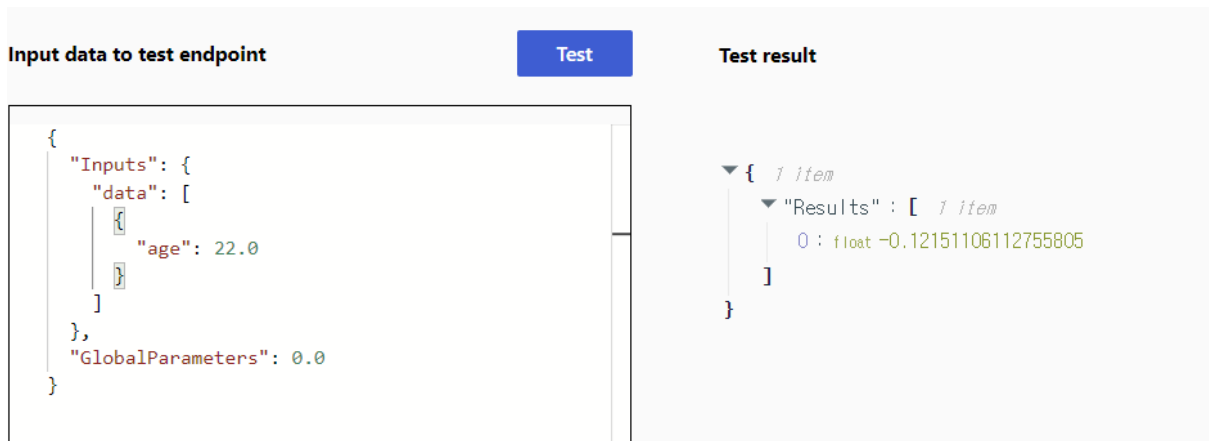 Input data to test endpoint
Test
Test result
{
"Inputs": {
"data": [
{
"age": 22.0
}
]
},
"GlobalParameters": 0.0
}
{ 1 item
"Results" : [ 1 item
0 : float -0.12151106112755805
]
}